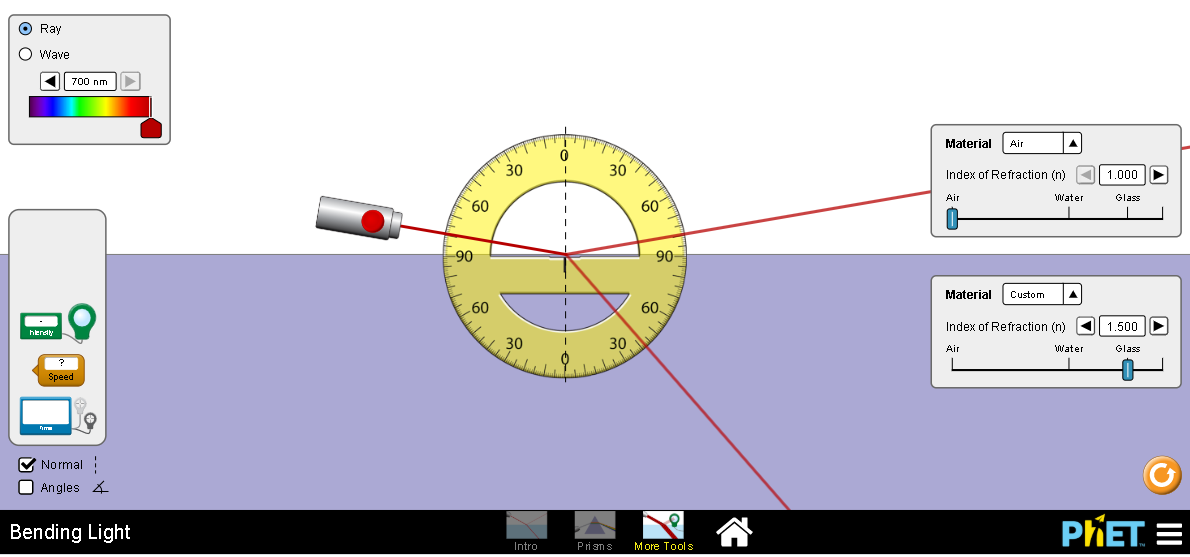 Ray
Wave
700 nm
0
30 30
60 60
90 90
60 60
30 30
0
Material Air
Index of Refraction (n) 1.000
Air Water Glass
Material Custom
Index of Refraction (n) 1.500
Air Water Glass
-
Intensity
?
Speed
Time
Normal
Angles
Bending Light
Intro
Prisms
More Tools
PhET